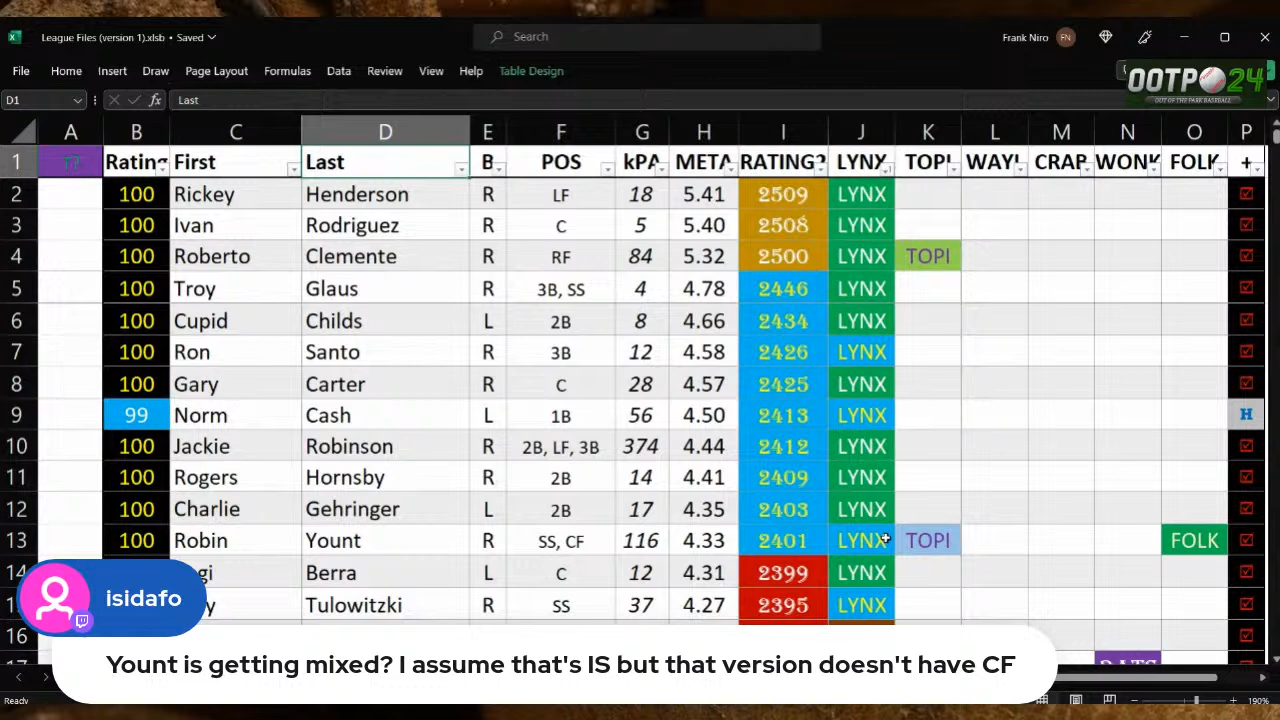 League Files (version 1).xlsb • Saved
Search
Frank Niro FN
File Home Insert Draw Page Layout Formulas Data Review View Help Table Design
OOTP 24
OUT OF THE PARK BASEBALL
D1 fx Last
A B C D E F G H I J K L M N O P
1 Rating First Last B POS kPA META RATING? LYNX TOPI WAY! CRAP WONK FOLK +
2 100 Rickey Henderson R LF 18 5.41 2509 LYNX
3 100 Ivan Rodriguez R C 5 5.40 2508 LYNX
4 100 Roberto Clemente R RF 84 5.32 2500 LYNX TOPI
5 100 Troy Glaus R 3B, SS 4 4.78 2446 LYNX
6 100 Cupid Childs L 2B 8 4.66 2434 LYNX
7 100 Ron Santo R 3B 12 4.58 2426 LYNX
8 100 Gary Carter R C 28 4.57 2425 LYNX
9 99 Norm Cash L 1B 56 4.50 2413 LYNX H
10 100 Jackie Robinson R 2B, LF, 3B 374 4.44 2412 LYNX
11 100 Rogers Hornsby R 2B 14 4.41 2409 LYNX
12 100 Charlie Gehringer L 2B 17 4.35 2403 LYNX
13 100 Robin Yount R SS, CF 116 4.33 2401 LYNX TOPI FOLK
14 gi Berra L C 12 4.31 2399 LYNX
y Tulowitzki R SS 37 4.27 2395 LYNX
16
isidafo
Yount is getting mixed? I assume that's IS but that version doesn't have CF
Ready
190%